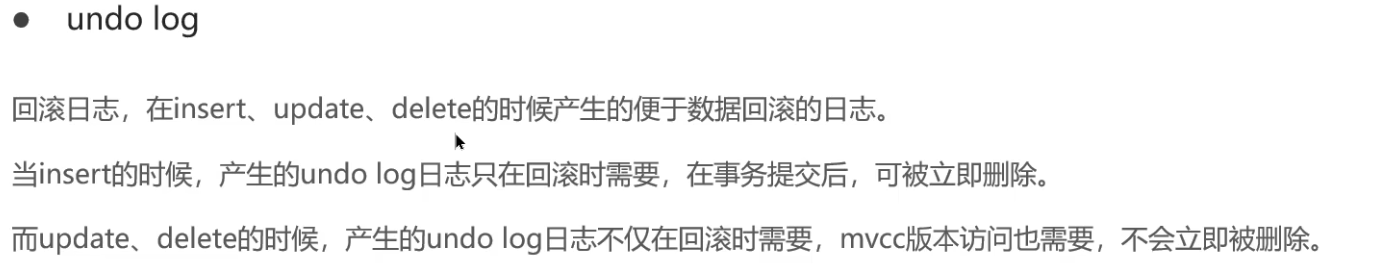 ● undo log
回滚日志，在insert、update、delete的时候产生的便于数据回滚的日志。
当insert的时候，产生的undo log日志只在回滚时需要，在事务提交后，可被立即删除。
而update、delete的时候，产生的undo log日志不仅在回滚时需要，mvcc版本访问也需要，不会立即被删除。